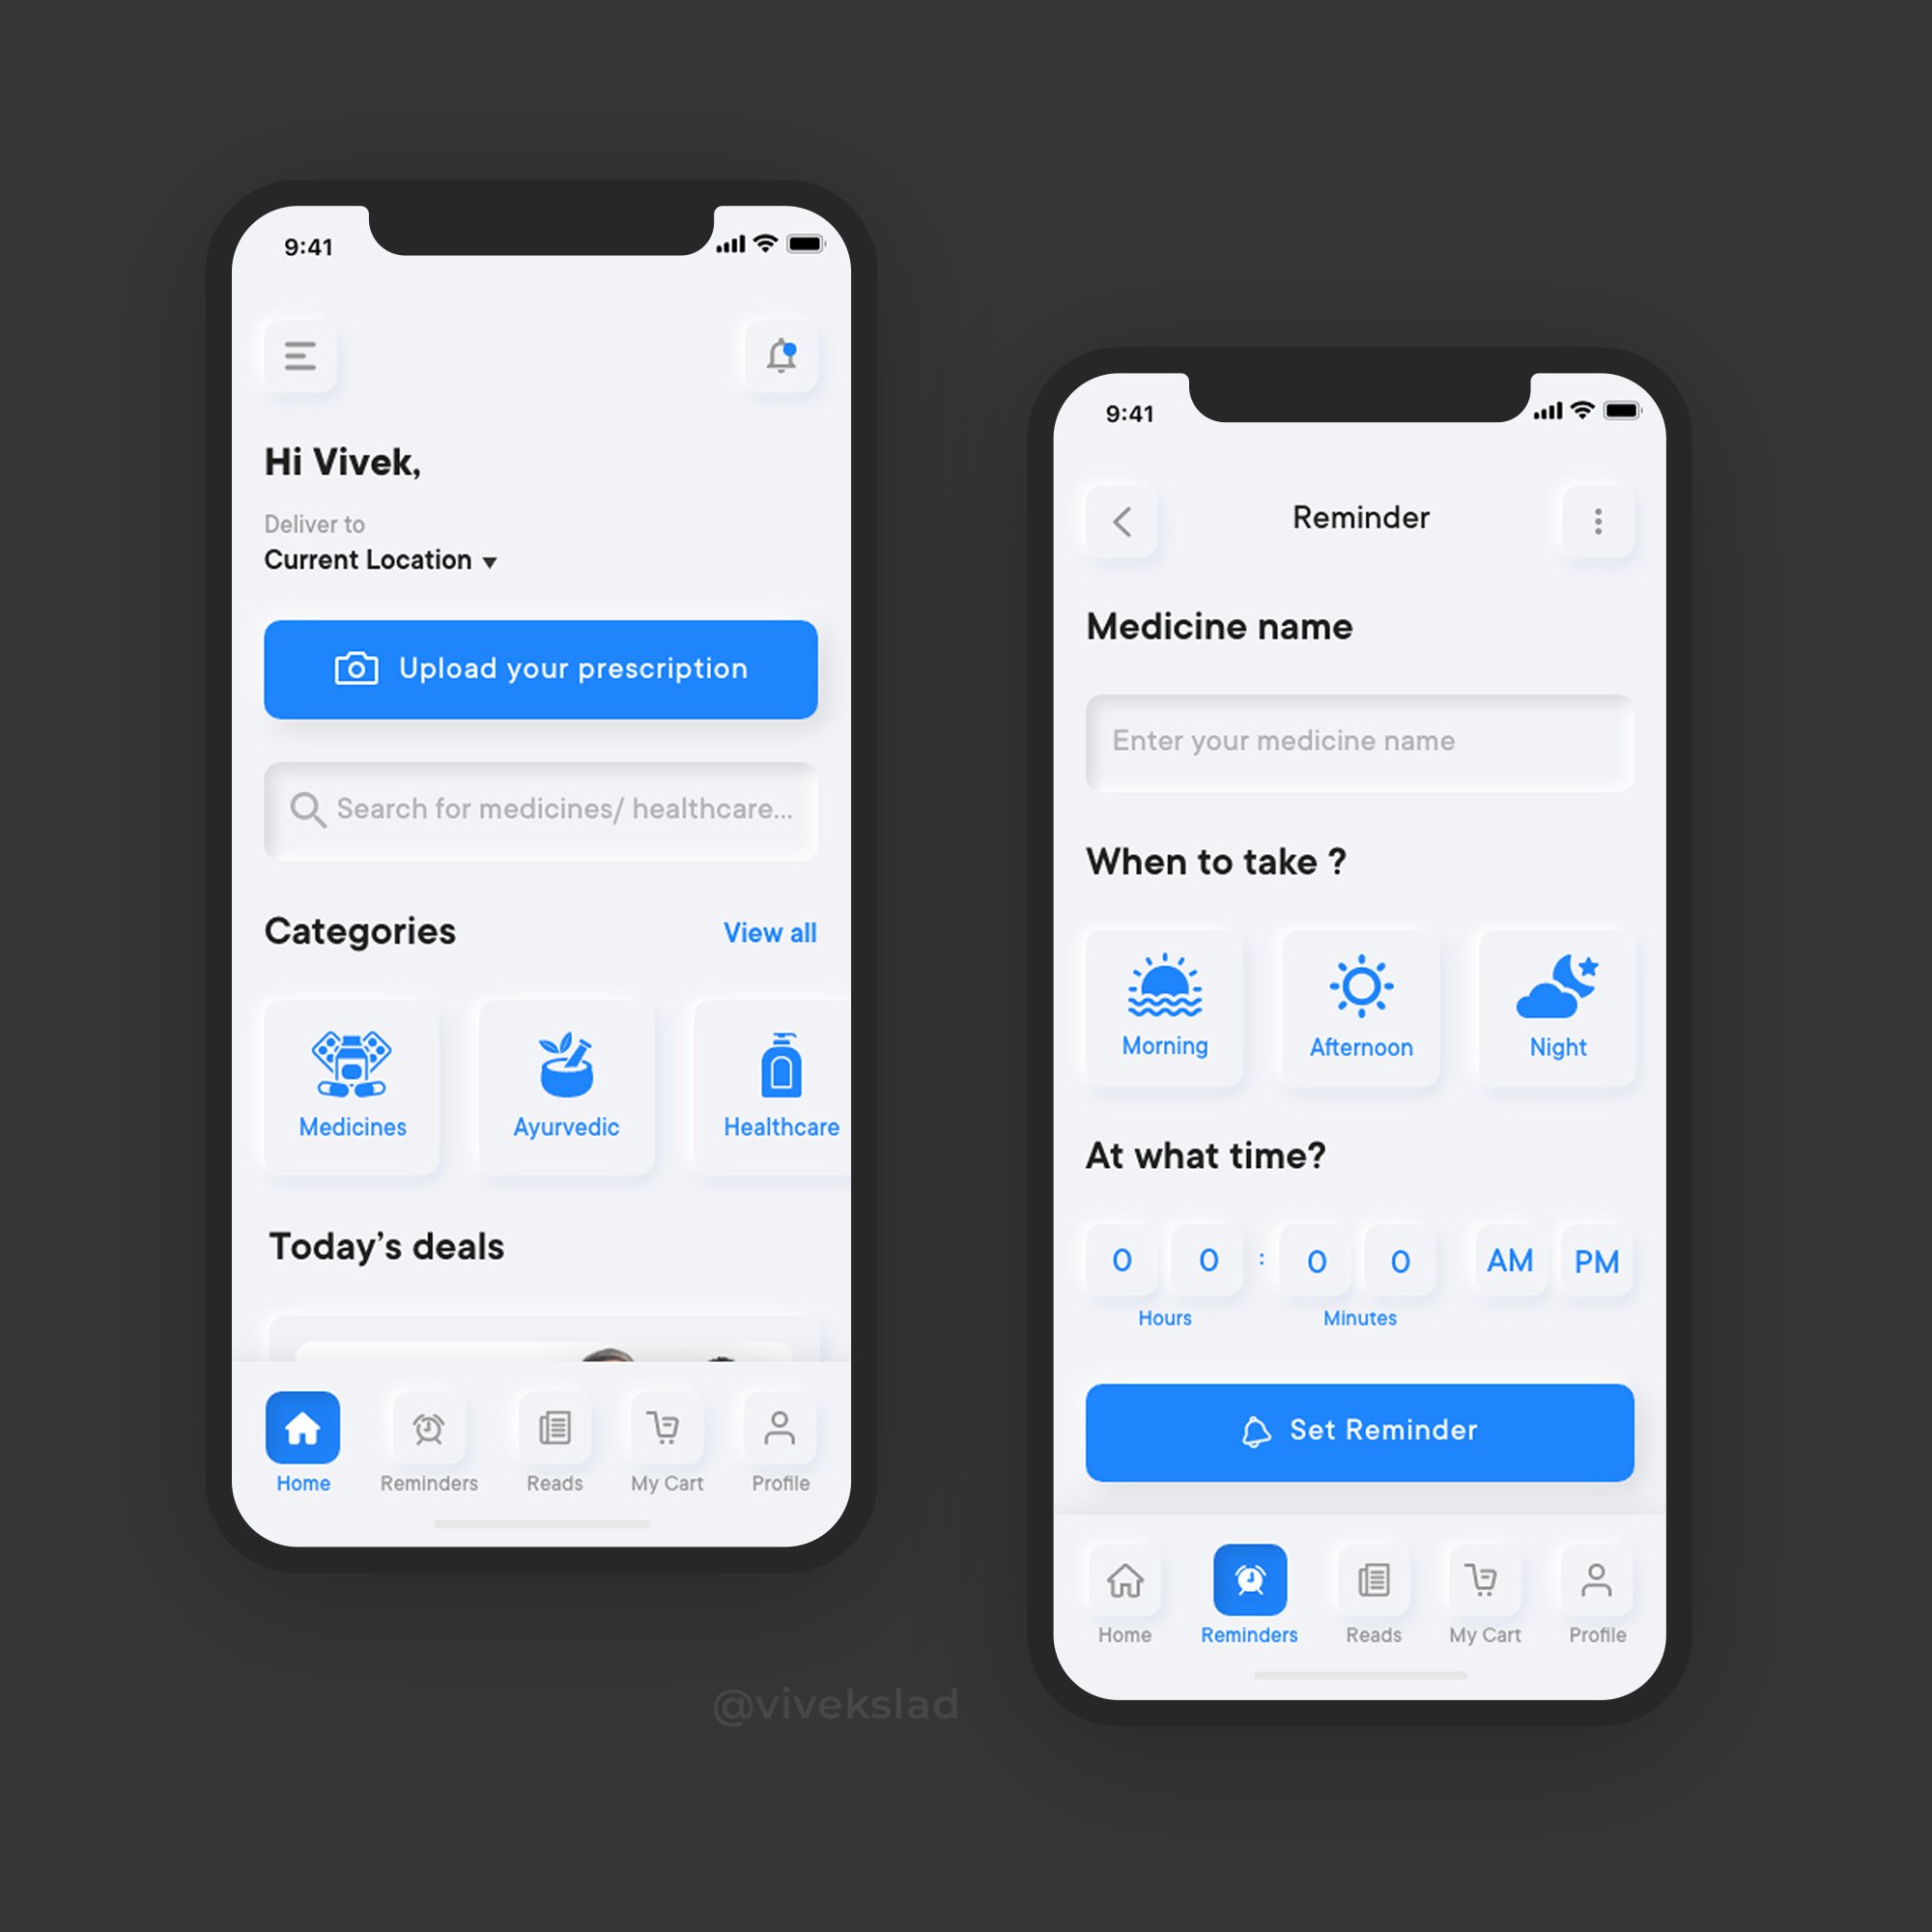 9:41
Hi Vivek,
Deliver to
Current Location ▼
Upload your prescription
Search for medicines/ healthcare...
Categories
View all
Medicines
Ayurvedic
Healthcare
Today's deals
Home
Reminders
Reads
My Cart
Profile
9:41
Reminder
Medicine name
Enter your medicine name
When to take ?
Morning
Afternoon
Night
At what time?
0 0 : 0 0 AM PM
Hours
Minutes
Set Reminder
Home
Reminders
Reads
My Cart
Profile
@vivekslad